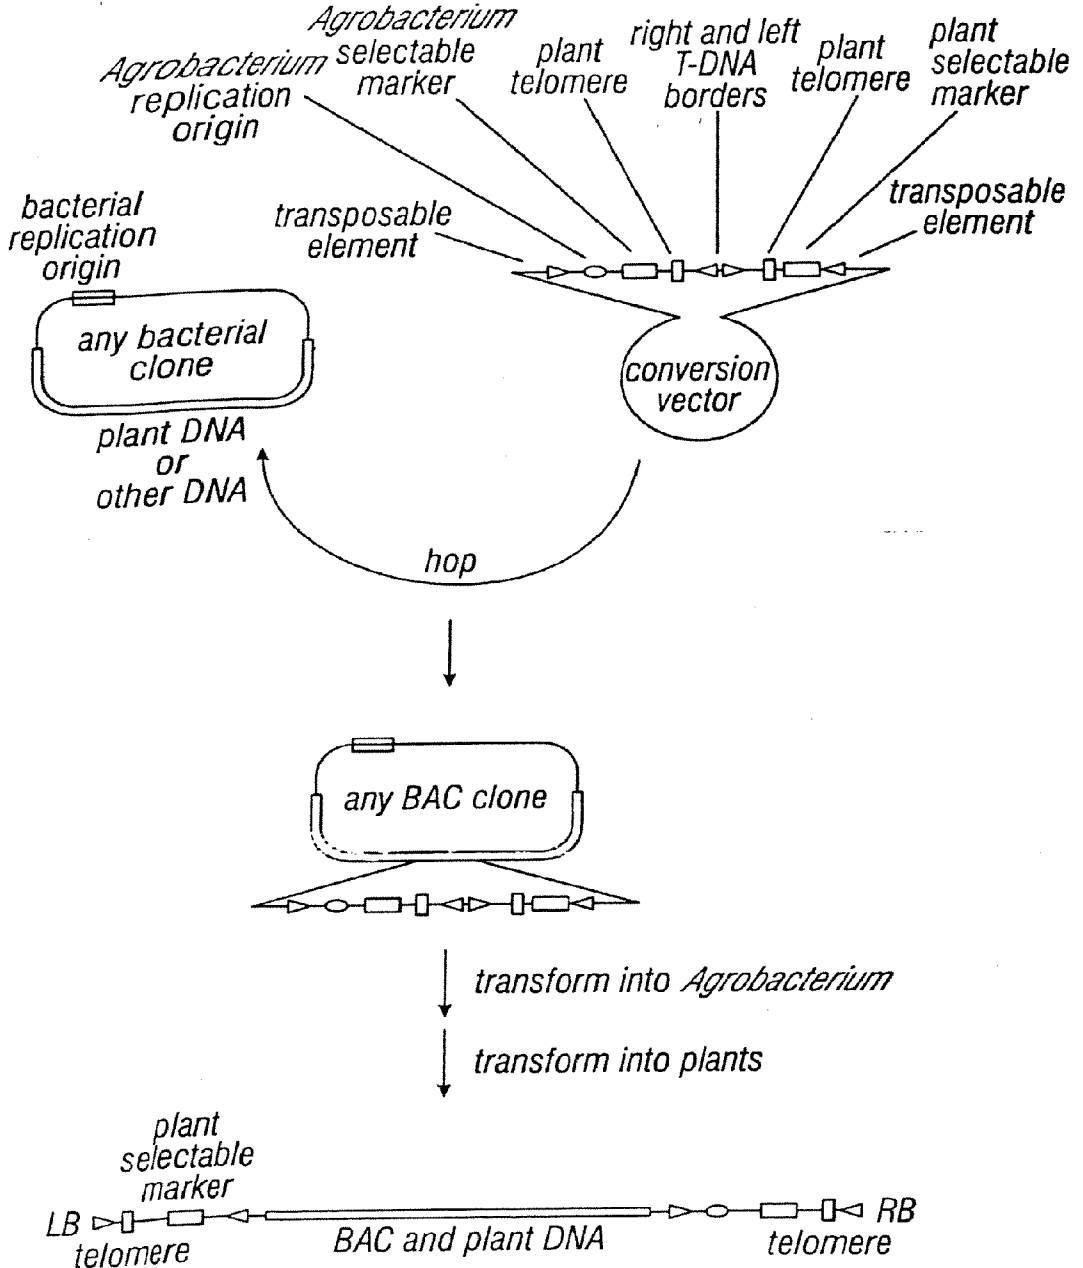 Agrobacterium
replication
origin
Agrobacterium
selectable
marker
plant
telomere
right and left
T-DNA
borders
plant
telomere
plant
selectable
marker
bacterial
replication
origin
transposable
element
transposable
element
any bacterial
clone
conversion
vector
plant DNA
or
other DNA
hop
any BAC clone
transform into Agrobacterium
transform into plants
plant
selectable
marker
LB
telomere
BAC and plant DNA
RB
telomere